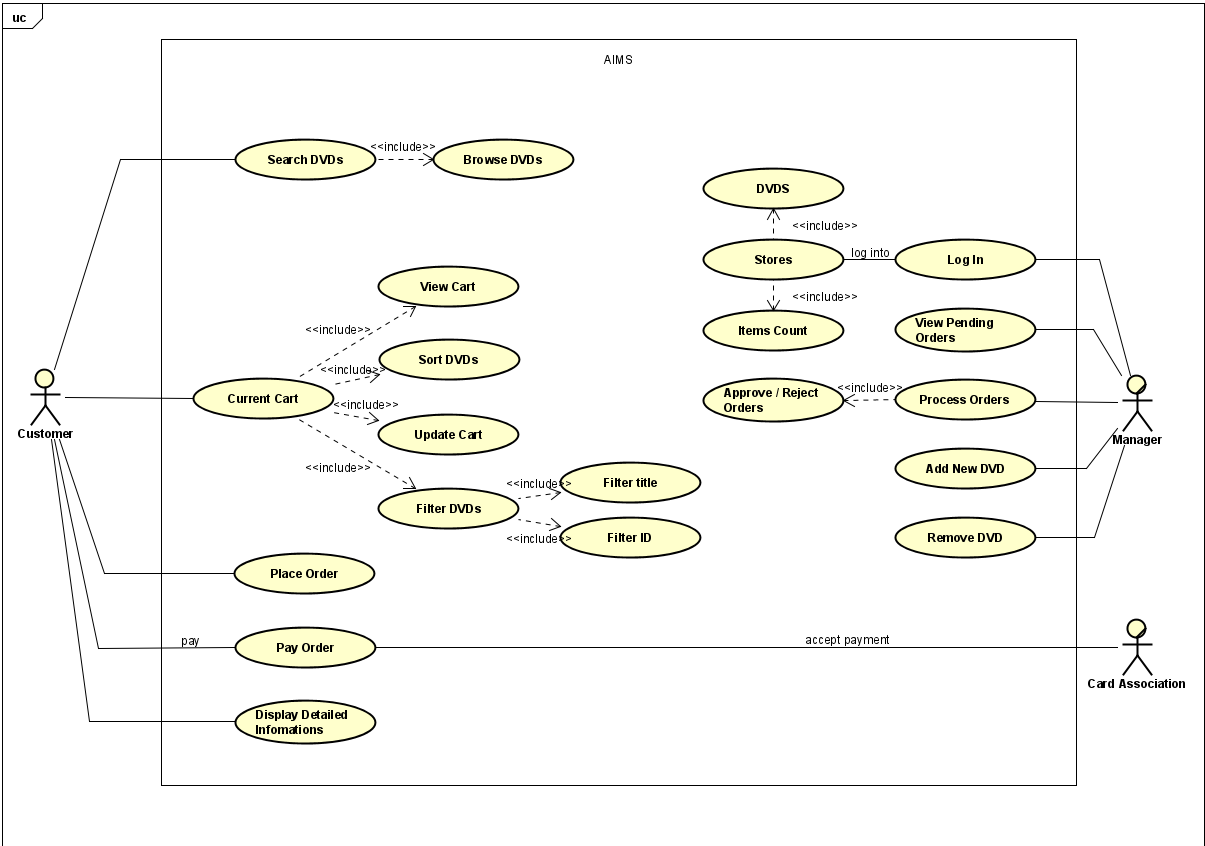 uc
AIMS
Search DVDs
<<include>>
Browse DVDs
DVDS
<<include>>
Stores
log into
Log In
<<include>>
Items Count
View Pending
Orders
View Cart
<<include>>
Sort DVDs
<<include>>
Current Cart
<<include>>
Update Cart
<<include>>
Filter DVDs
<<include>>
Filter title
<<include>>
Filter ID
Customer
Approve / Reject
Orders
<<include>>
Process Orders
Manager
Add New DVD
Remove DVD
Place Order
pay
Pay Order
accept payment
Card Association
Display Detailed
Infomations